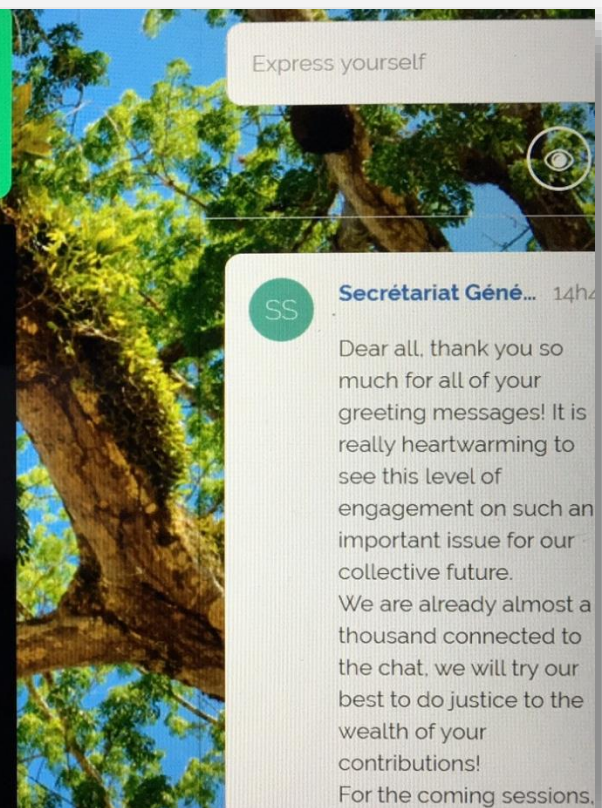 Express yourself
SS
Secrétariat Géné... 14h4
Dear all, thank you so
much for all of your
greeting messages! It is
really heartwarming to
see this level of
engagement on such an
important issue for our
collective future.
We are already almost a
thousand connected to
the chat, we will try our
best to do justice to the
wealth of your
contributions!
For the coming sessions,